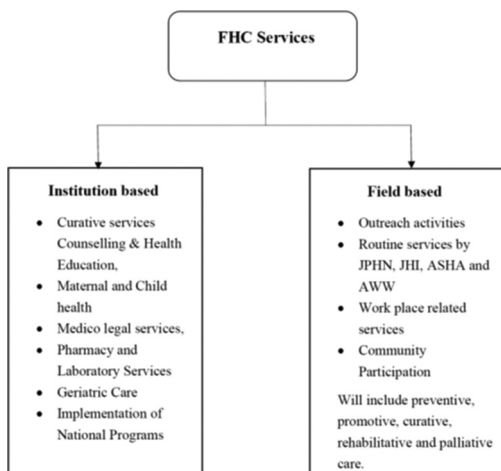 FHC Services
Institution based
• Curative services
Counselling & Health
Education,
• Maternal and Child
health
• Medico legal services,
• Pharmacy and
Laboratory Services
• Geriatric Care
• Implementation of
National Programs
Field based
• Outreach activities
• Routine services by
JPHN, JHI, ASHA and
AWW
• Work place related
services
• Community
Participation
Will include preventive,
promotive, curative,
rehabilitative and palliative
care.